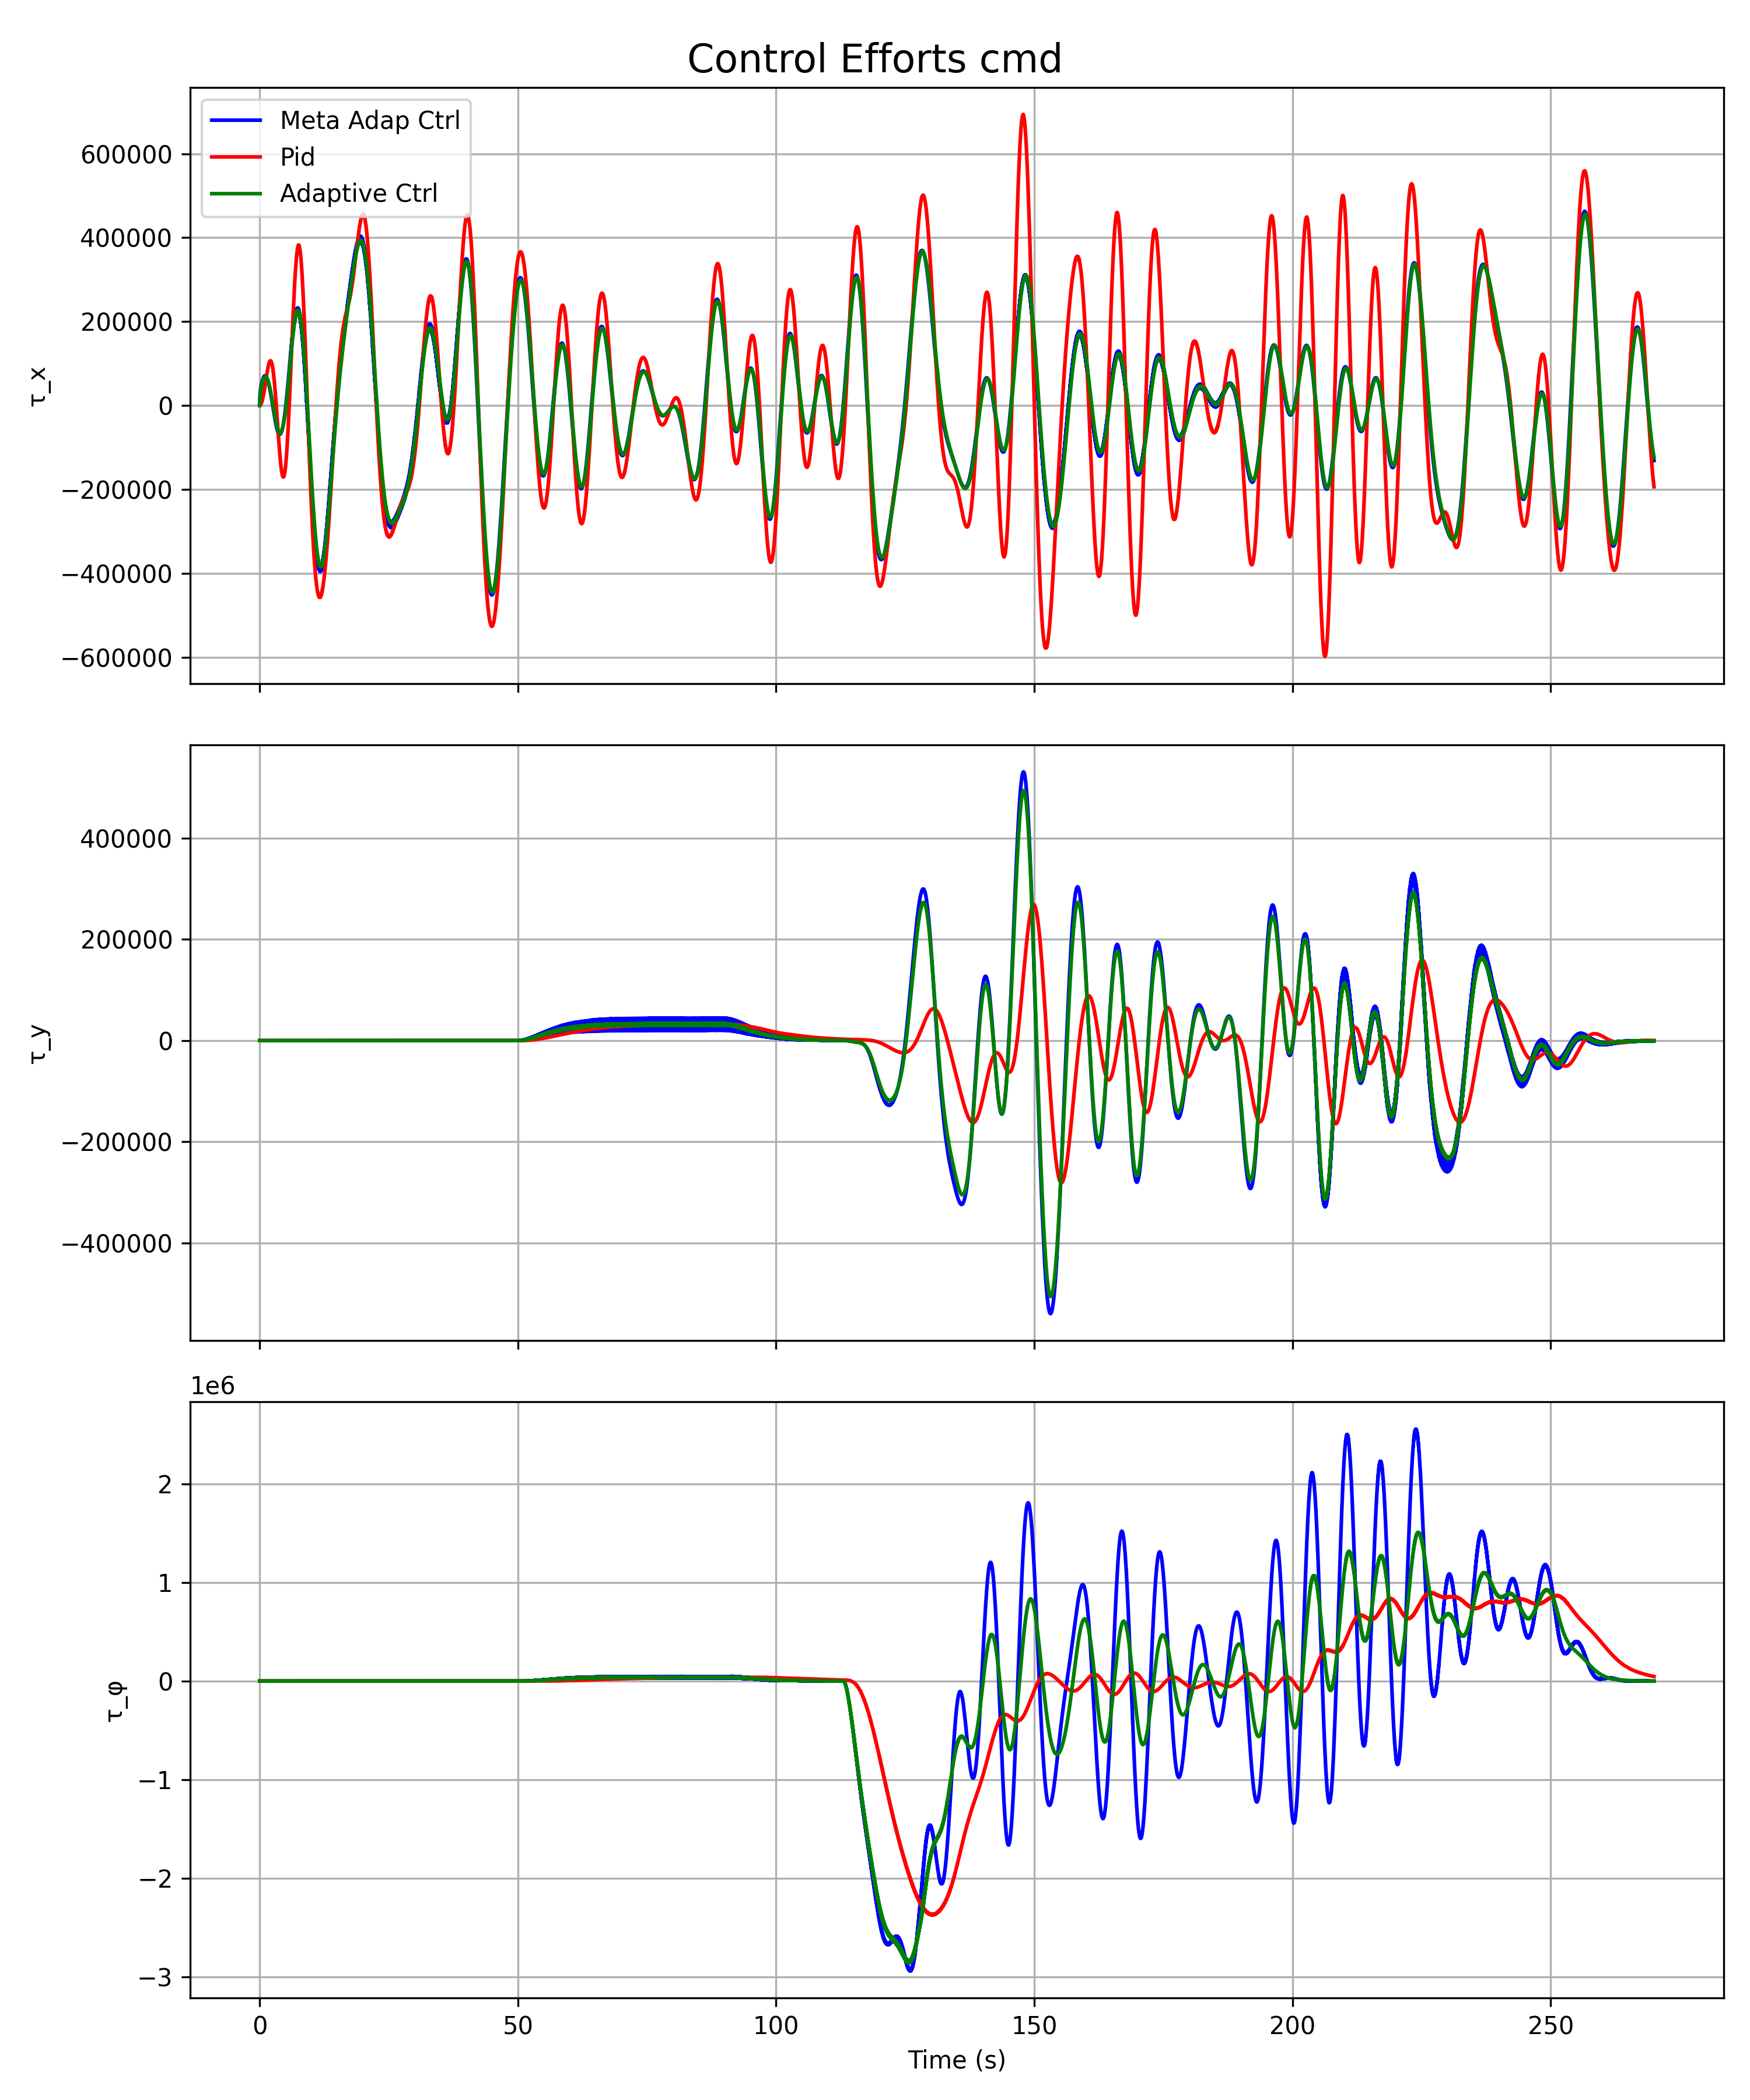 Control Efforts cmd
Meta Adap Ctrl
Pid
Adaptive Ctrl
600000
400000
200000
0
−200000
−400000
−600000
τ_x
400000
200000
0
−200000
−400000
τ_y
1e6
2
1
0
−1
−2
−3
τ_φ
0 50 100 150 200 250
Time (s)